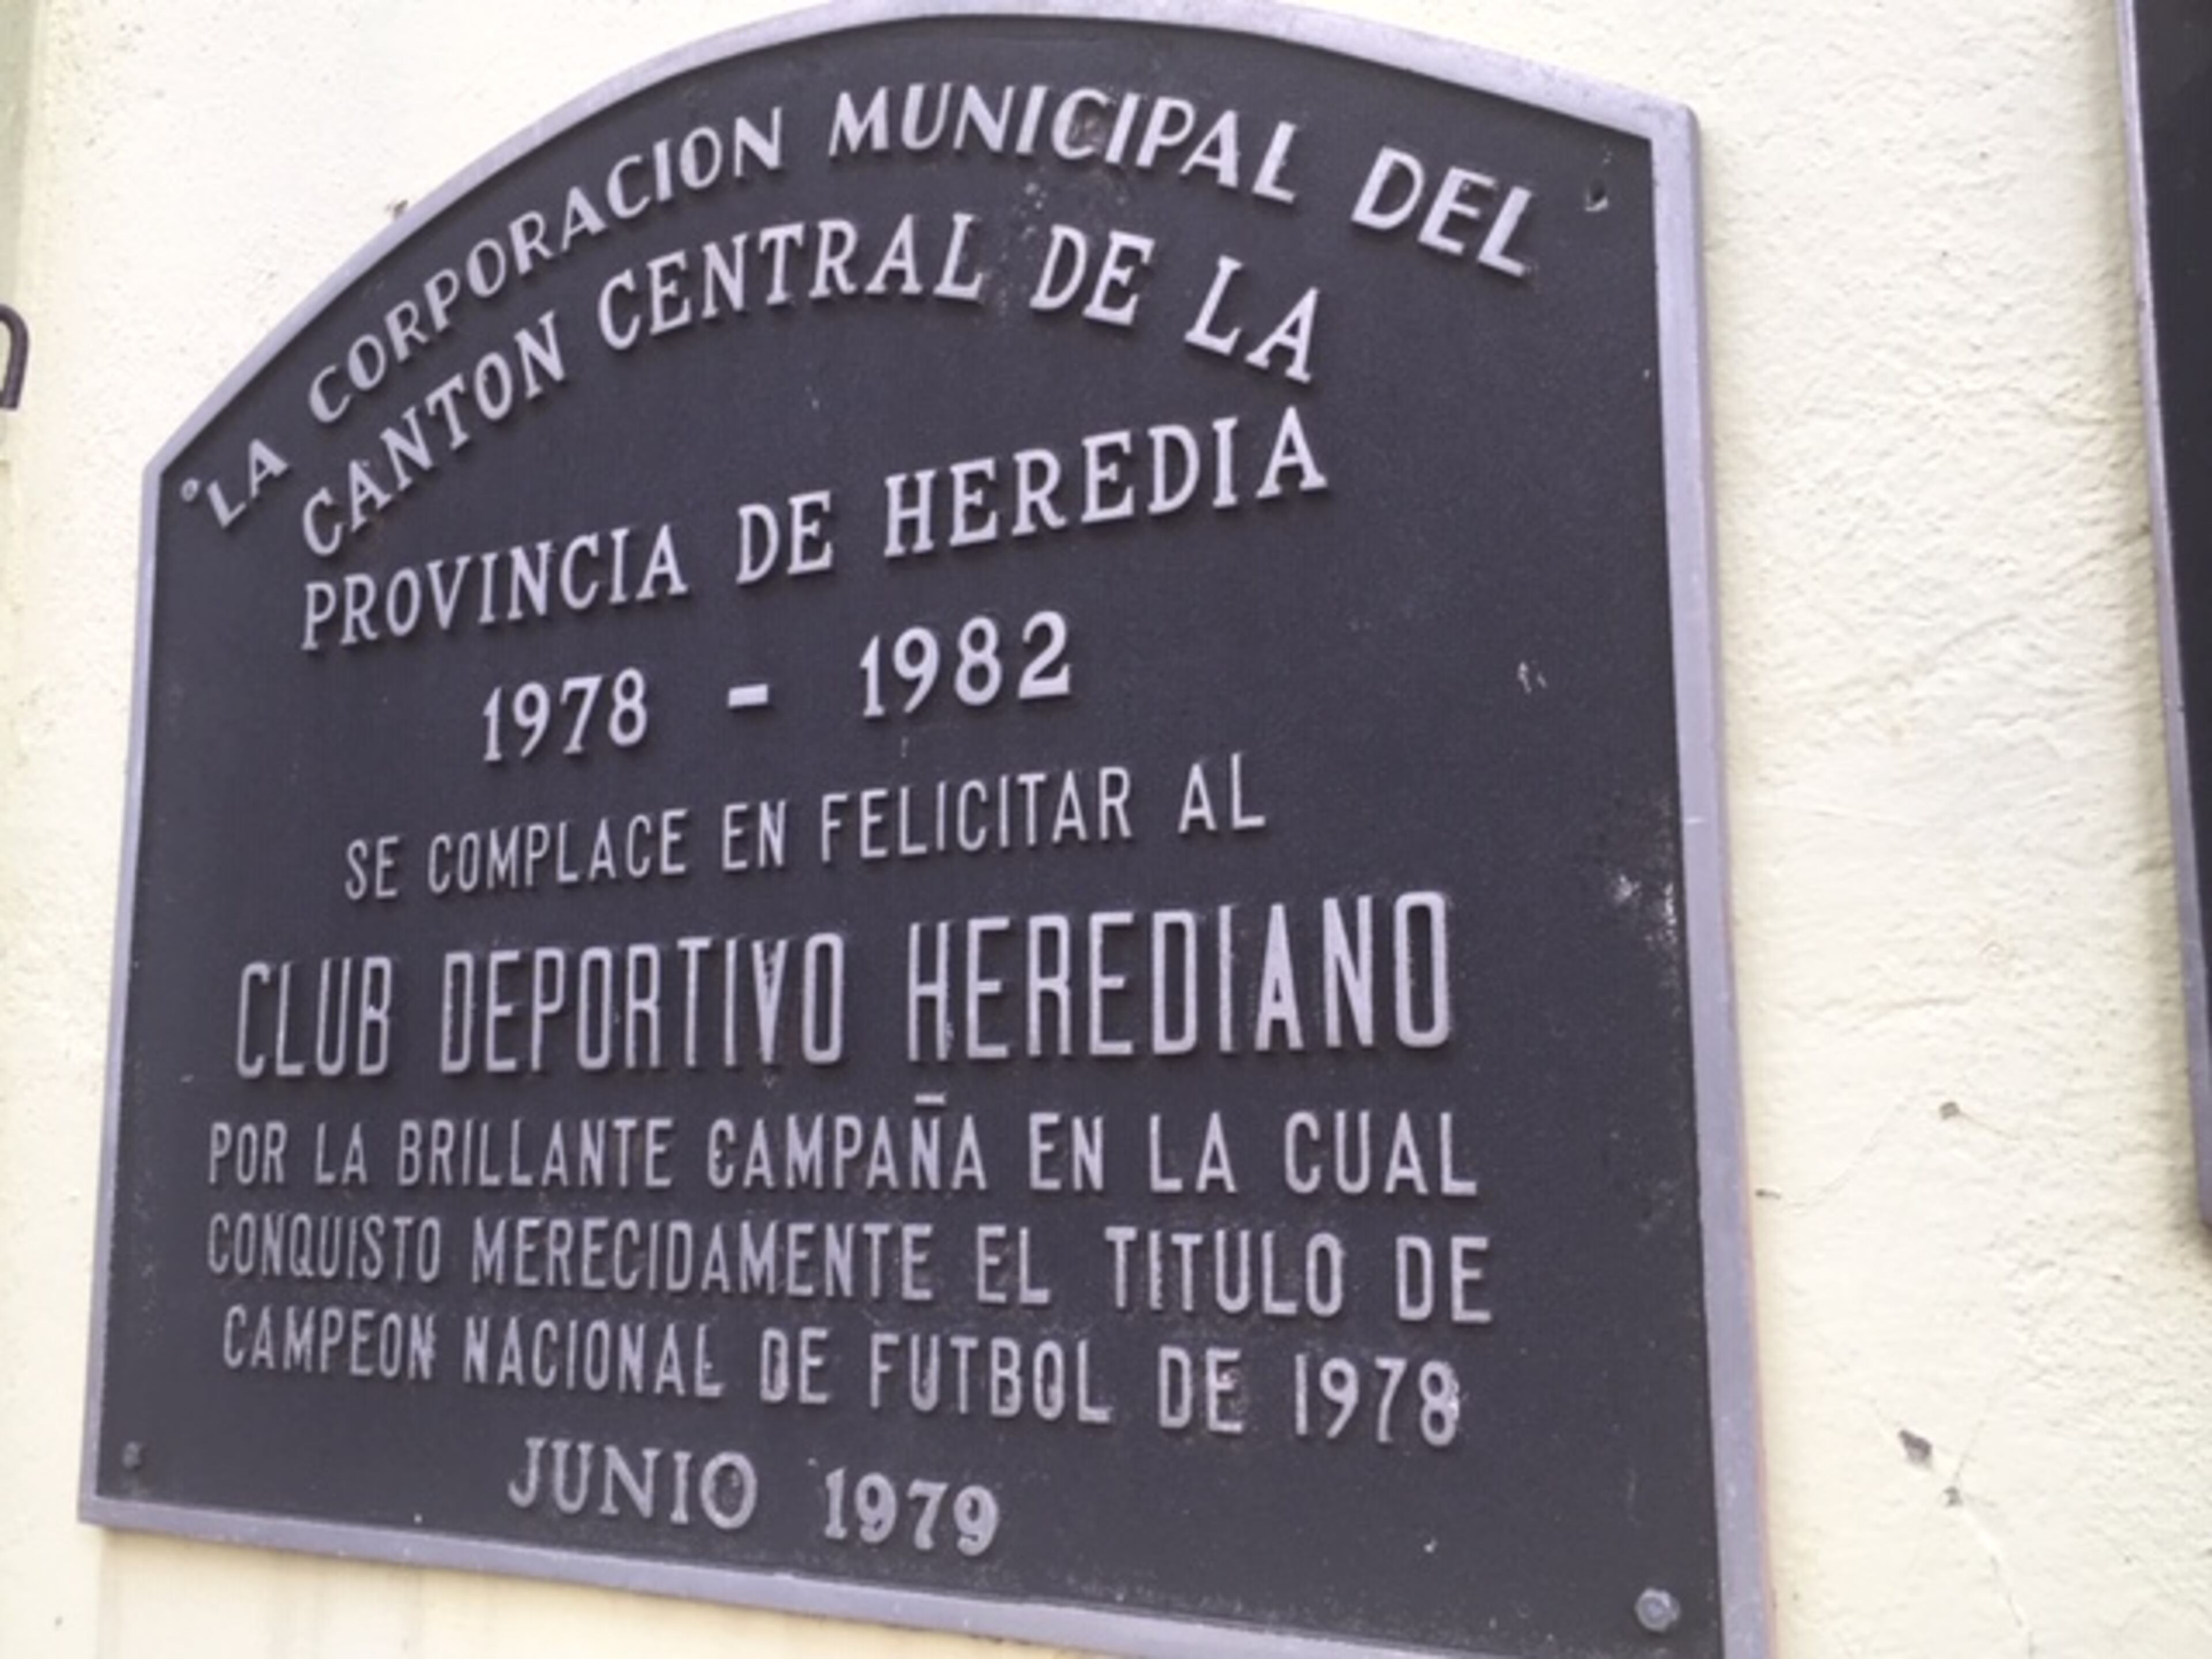 LA CORPORACION MUNICIPAL DEL
CANTON CENTRAL DE LA
PROVINCIA DE HEREDIA
1978 - 1982
SE COMPLACE EN FELICITAR AL
CLUB DEPORTIVO HEREDIANO
POR LA BRILLANTE CAMPAÑA EN LA CUAL
CONQUISTO MERECIDAMENTE EL TITULO DE
CAMPEON NACIONAL DE FUTBOL DE 1978
JUNIO 1979